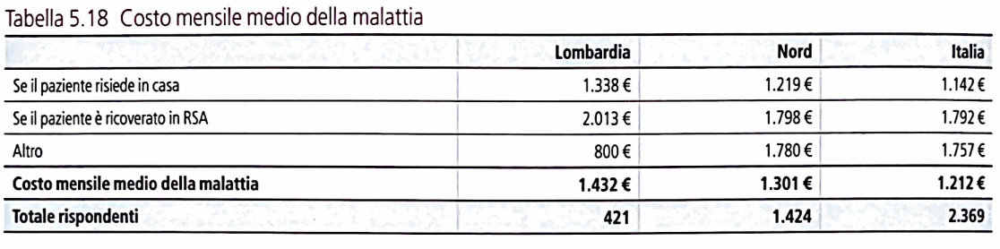 Tabella 5.18 Costo mensile medio della malattia
Lombardia Nord Italia
Se il paziente risiede in casa 1.338 € 1.219 € 1.142 €
Se il paziente è ricoverato in RSA 2.013 € 1.798 € 1.792 €
Altro 800 € 1.780 € 1.757 €
Costo mensile medio della malattia 1.432 € 1.301 € 1.212 €
Totale rispondenti 421 1.424 2.369